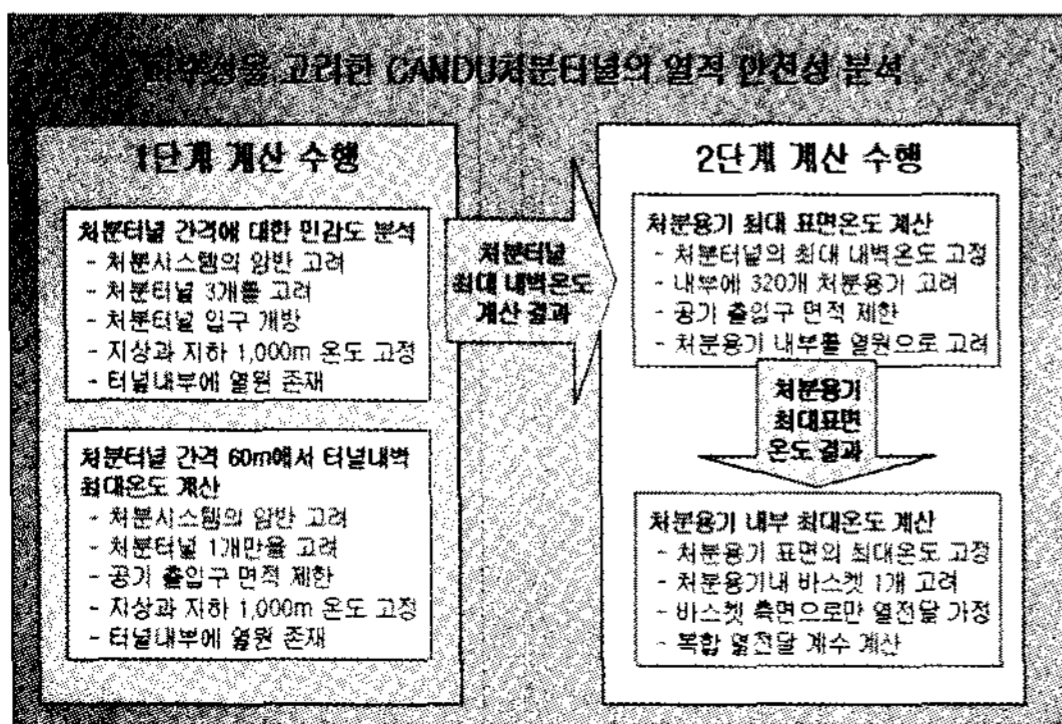 고려한 CANDU처분터널의 열적 안전성 분석
1단계 계산 수행
처분터널 간격에 대한 민감도 분석
- 처분시스템의 암반 고려
- 처분터널 3개를 고려
- 처분터널 입구 개방
- 지상과 지하 1,000m 온도 고정
- 터널내부에 열원 존재
처분터널 간격 60m에서 터널내벽
최대온도 계산
- 처분시스템의 암반 고려
- 처분터널 1개만을 고려
- 공기 출입구 면적 제한
- 지상과 지하 1,000m 온도 고정
- 터널내부에 열원 존재
처분터널
최대 내벽온도
계산 결과
2단계 계산 수행
처분용기 최대 표면온도 계산
- 처분터널의 최대 내벽온도 고정
- 내부에 320개 처분용기 고려
- 공기 출입구 면적 제한
- 처분용기 내부를 열원으로 고려
처분용기
최대표면
온도 결과
처분용기 내부 최대온도 계산
- 처분용기 표면의 최대온도 고정
- 처분용기내 바스켓 1개 고려
- 바스켓 측면으로만 열전달 가정
- 복합 열전달 계수 계산